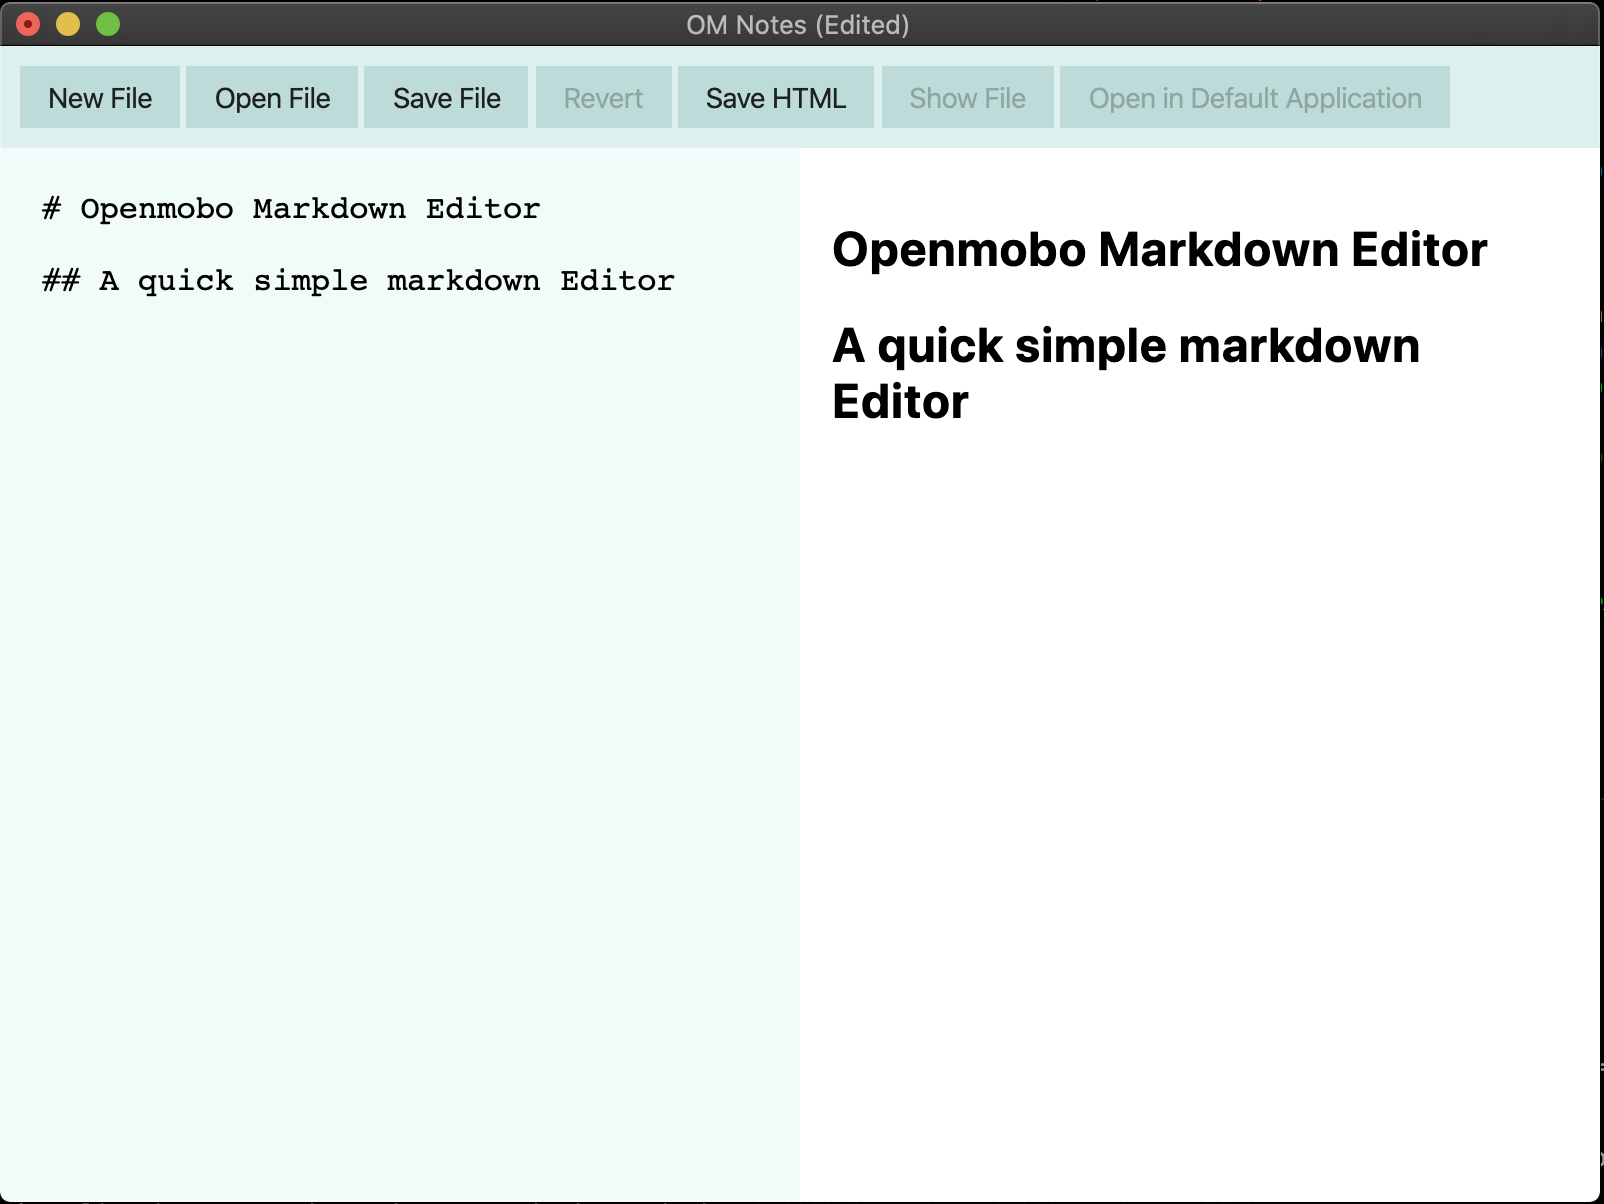 OM Notes (Edited)
New File Open File Save File Revert Save HTML Show File Open in Default Application
# Openmobo Markdown Editor
## A quick simple markdown Editor
Openmobo Markdown Editor
A quick simple markdown
Editor